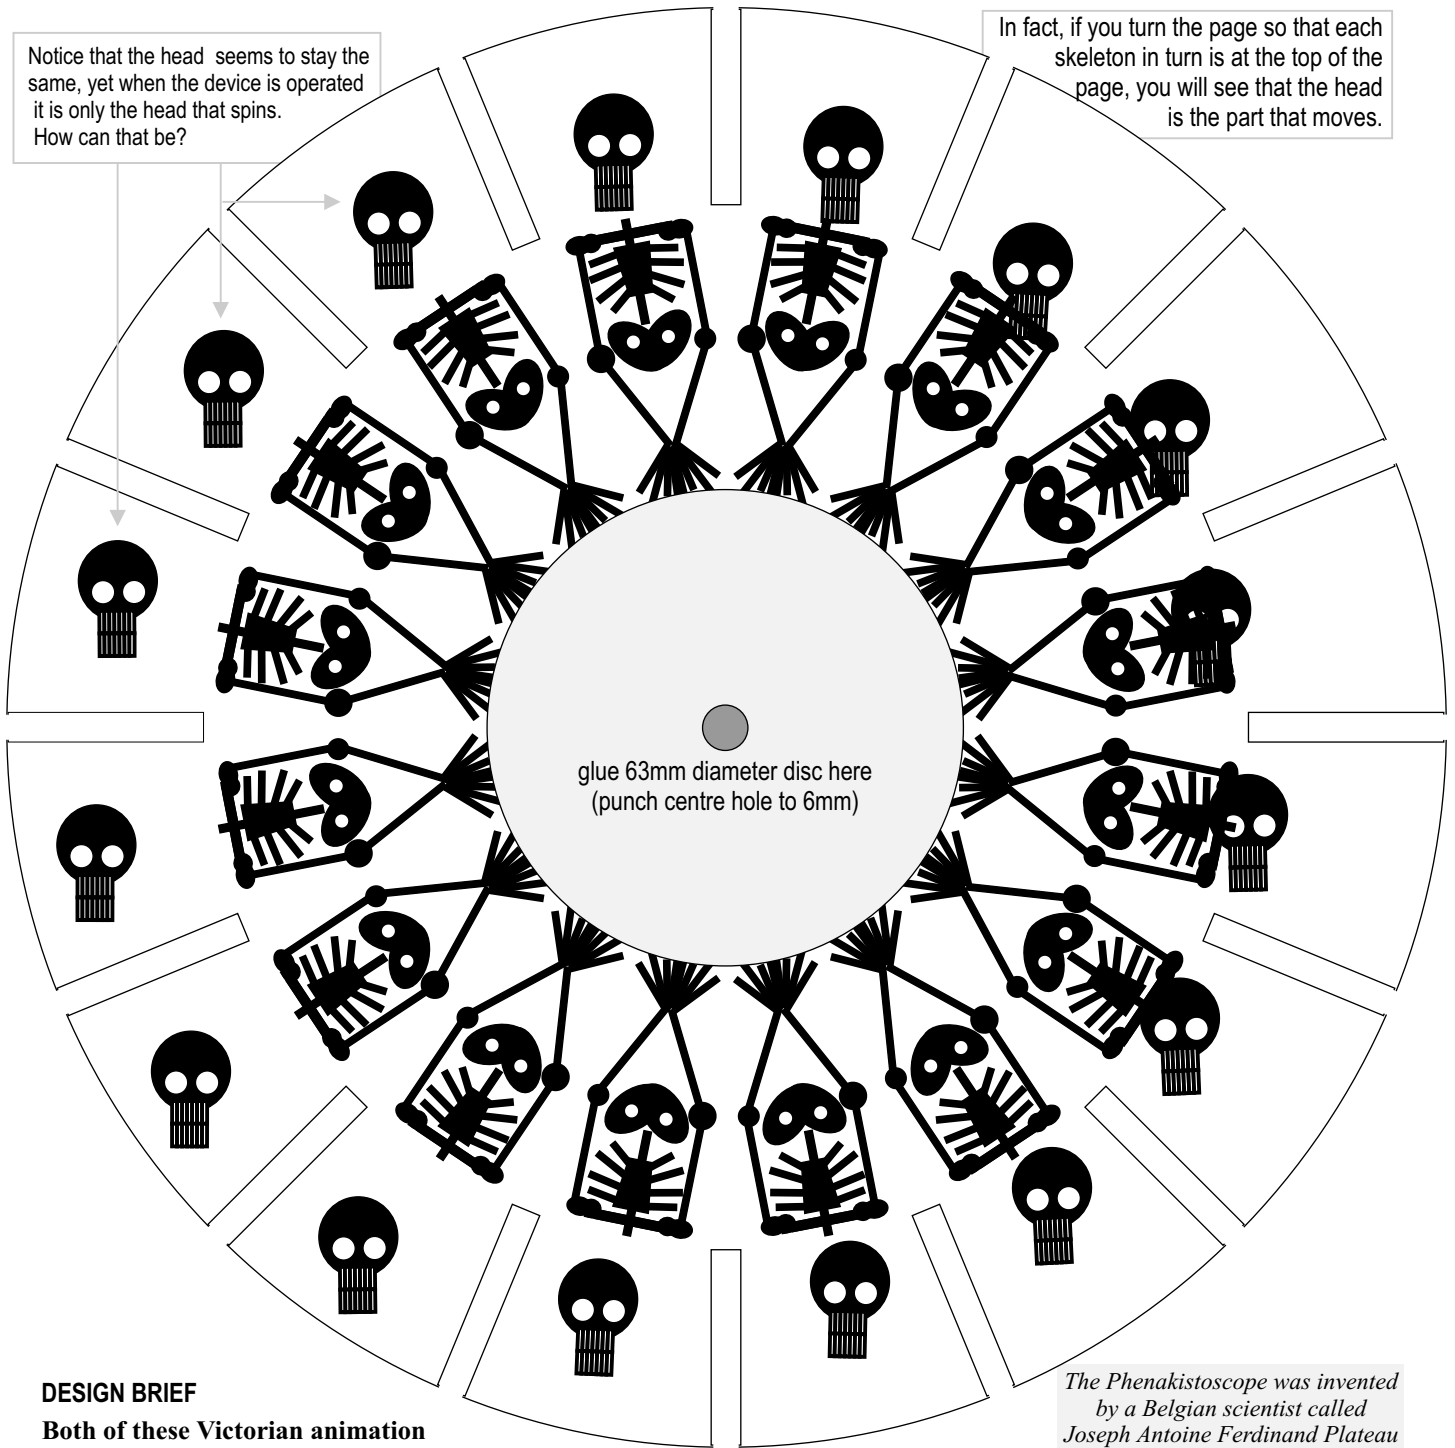 Notice that the head  seems to stay the
same, yet when the device is operated
it is only the head that spins.
How can that be?
In fact, if you turn the page so that each
skeleton in turn is at the top of the
page, you will see that the head
is the part that moves.
glue 63mm diameter disc here
(punch centre hole to 6mm)
DESIGN BRIEF
Both of these Victorian animation
The Phenakistoscope was invented
by a Belgian scientist called
Joseph Antoine Ferdinand Plateau